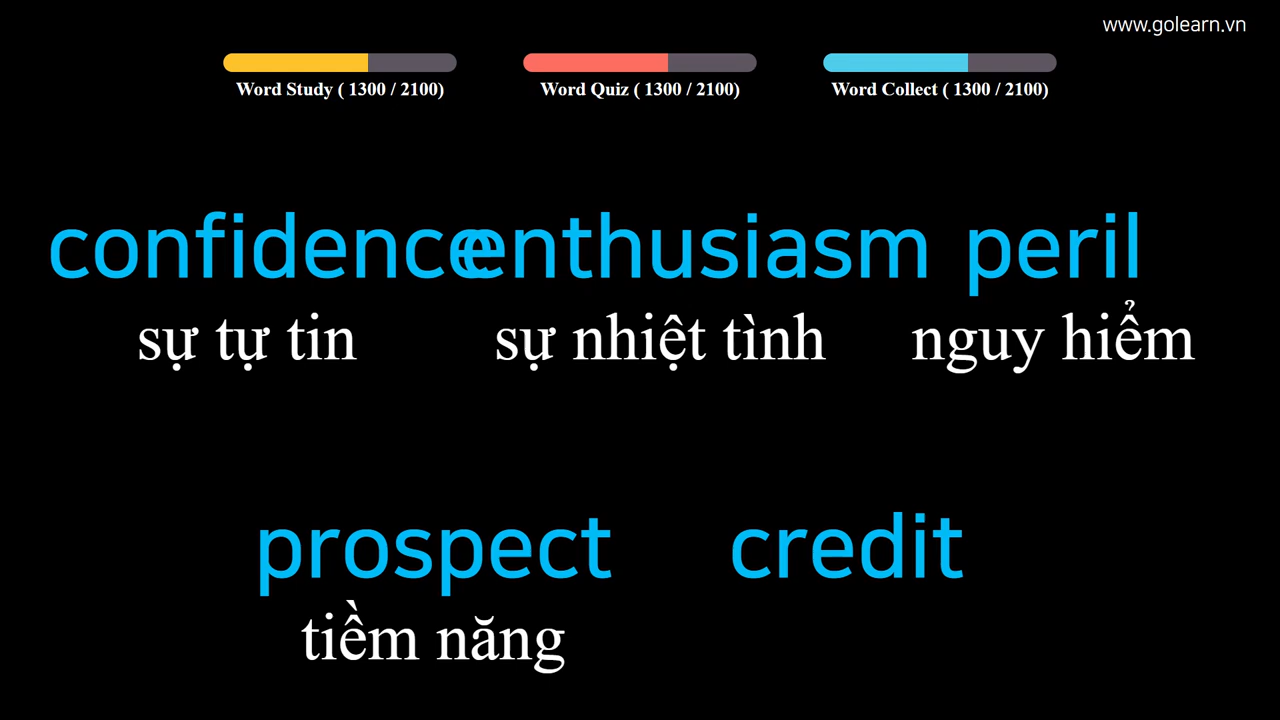 www.golearn.vn
Word Study ( 1300 / 2100)
Word Quiz ( 1300 / 2100)
Word Collect ( 1300 / 2100)
confidence enthusiasm peril
sự tự tin sự nhiệt tình nguy hiểm
prospect credit
tiềm năng